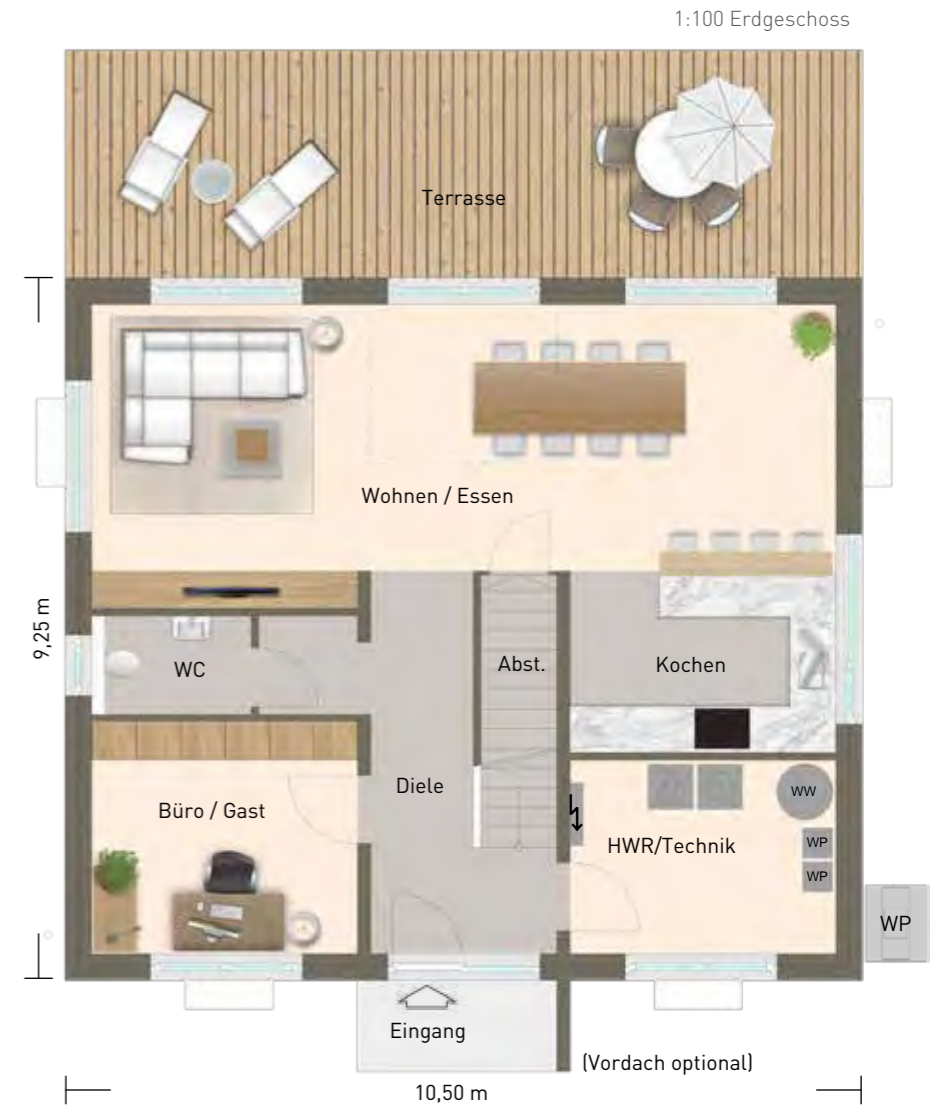 1:100 Erdgeschoss
Terrasse
Wohnen / Essen
9,25 m
WC
Abst.
Kochen
Diele
Büro / Gast
WW
HWR/Technik
WP
WP
WP
Eingang
(Vordach optional)
10,50 m